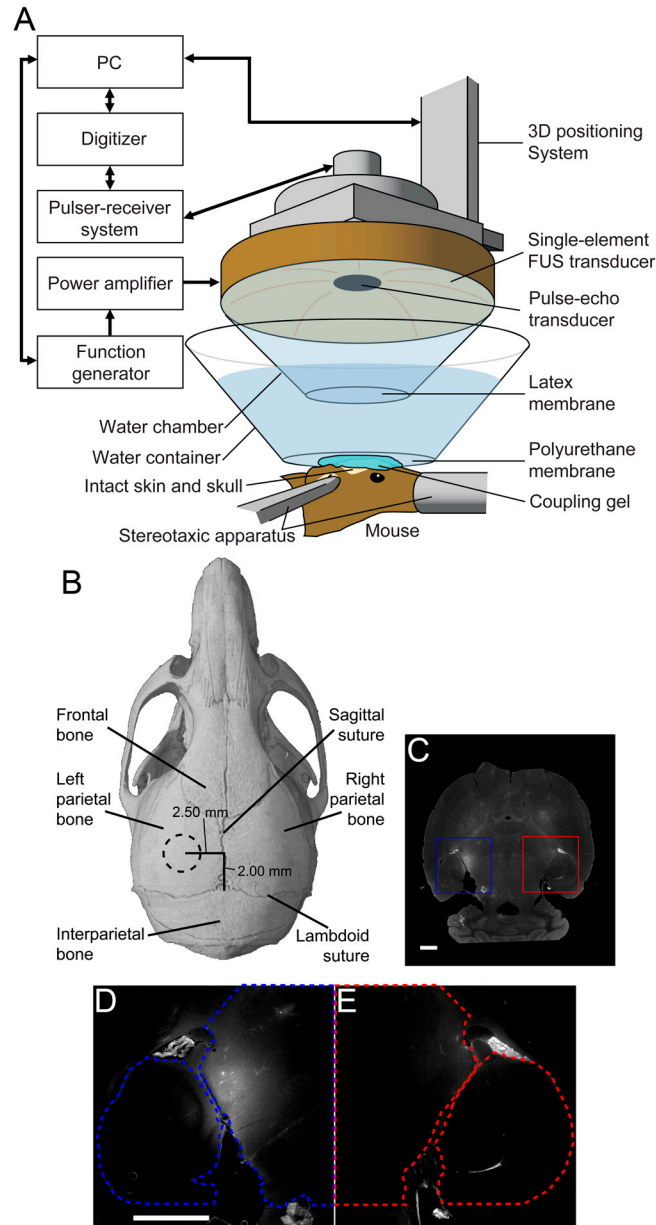 A
PC
Digitizer
Pulser-receiver
system
Power amplifier
Function
generator
3D positioning
System
Single-element
FUS transducer
Pulse-echo
transducer
Latex
membrane
Water chamber
Water container
Polyurethane
membrane
Intact skin and skull
Coupling gel
Stereotaxic apparatus
Mouse
B
Frontal
bone
Sagittal
suture
Left
parietal
bone
Right
parietal
bone
2.50 mm
2.00 mm
Interparietal
bone
Lambdoid
suture
C
D
E